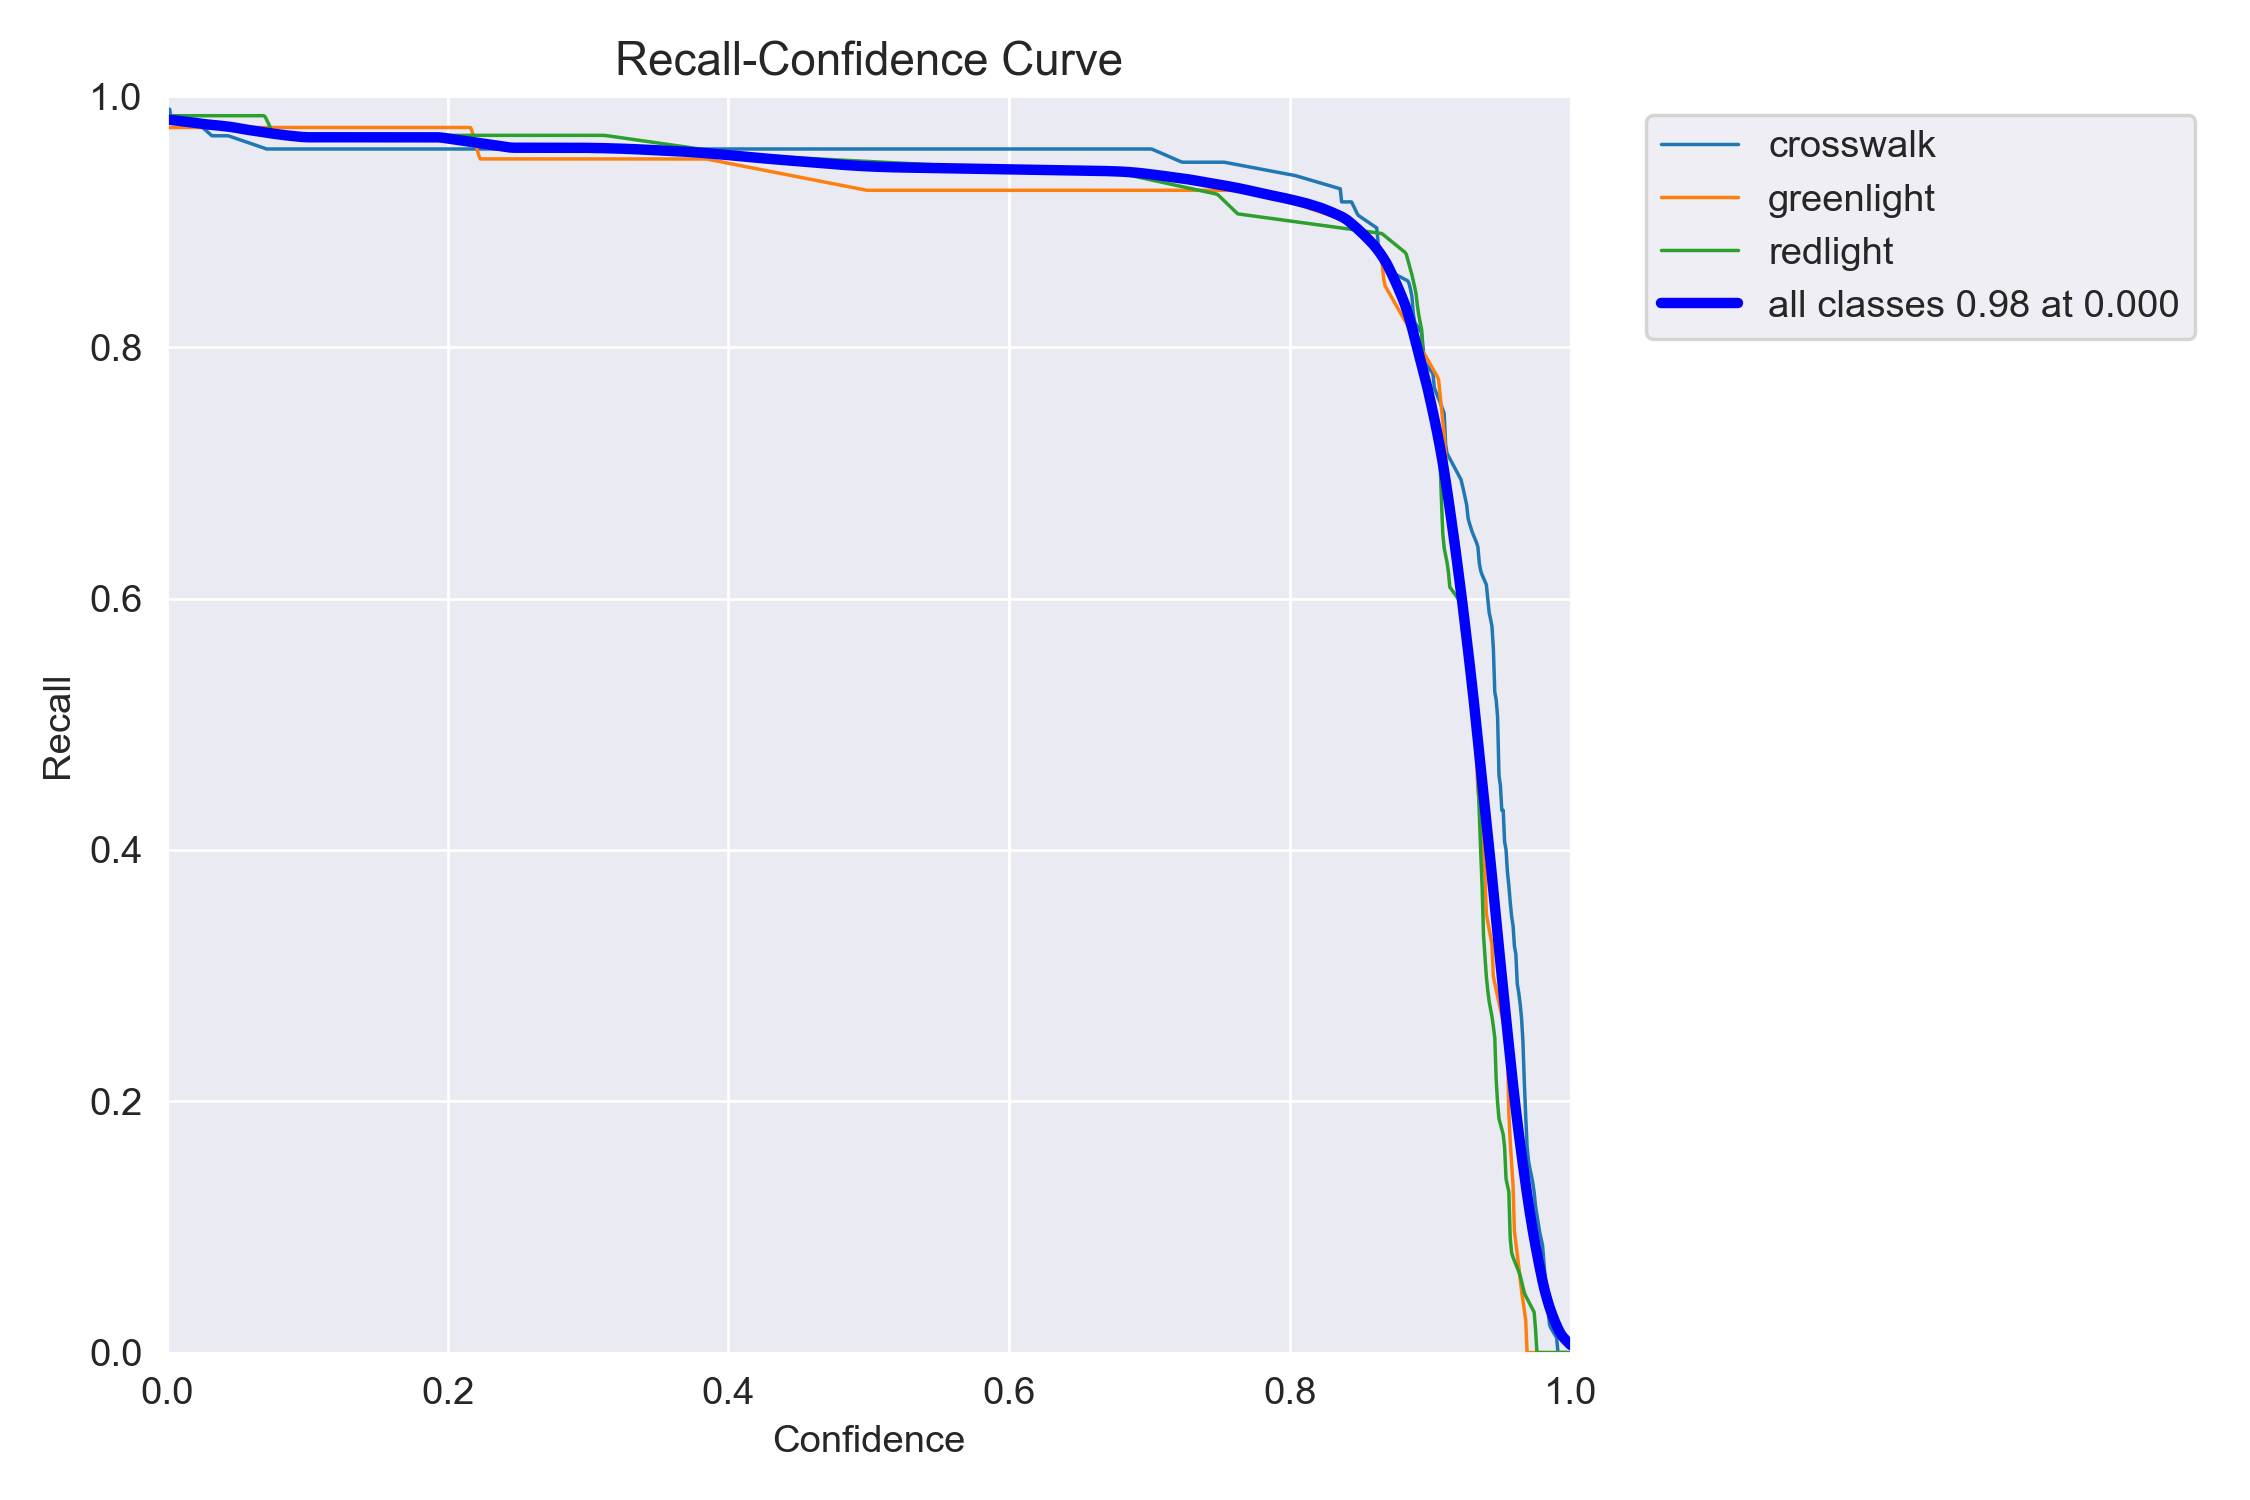 Recall-Confidence Curve
1.0
0.8
0.6
0.4
0.2
0.0
Recall
0.0 0.2 0.4 0.6 0.8 1.0
Confidence
crosswalk
greenlight
redlight
all classes 0.98 at 0.000